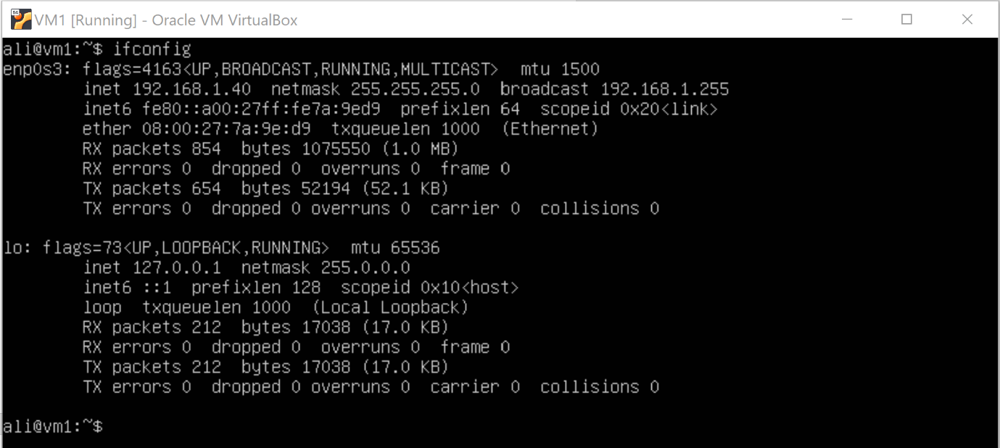 64
VM1 [Running] - Oracle VM VirtualBox
ali@vm1:~$ ifconfig
enp0s3: flags=4163<UP,BROADCAST,RUNNING,MULTICAST>  mtu 1500
        inet 192.168.1.40  netmask 255.255.255.0  broadcast 192.168.1.255
        inet6 fe80::a00:27ff:fe7a:9ed9  prefixlen 64  scopeid 0x20<link>
        ether 08:00:27:7a:9e:d9  txqueuelen 1000  (Ethernet)
        RX packets 854  bytes 1075550 (1.0 MB)
        RX errors 0  dropped 0  overruns 0  frame 0
        TX packets 654  bytes 52194 (52.1 KB)
        TX errors 0  dropped 0 overruns 0  carrier 0  collisions 0
lo: flags=73<UP,LOOPBACK,RUNNING>  mtu 65536
        inet 127.0.0.1  netmask 255.0.0.0
        inet6 ::1  prefixlen 128  scopeid 0x10<host>
        loop  txqueuelen 1000  (Local Loopback)
        RX packets 212  bytes 17038 (17.0 KB)
        RX errors 0  dropped 0  overruns 0  frame 0
        TX packets 212  bytes 17038 (17.0 KB)
        TX errors 0  dropped 0 overruns 0  carrier 0  collisions 0
ali@vm1:~$